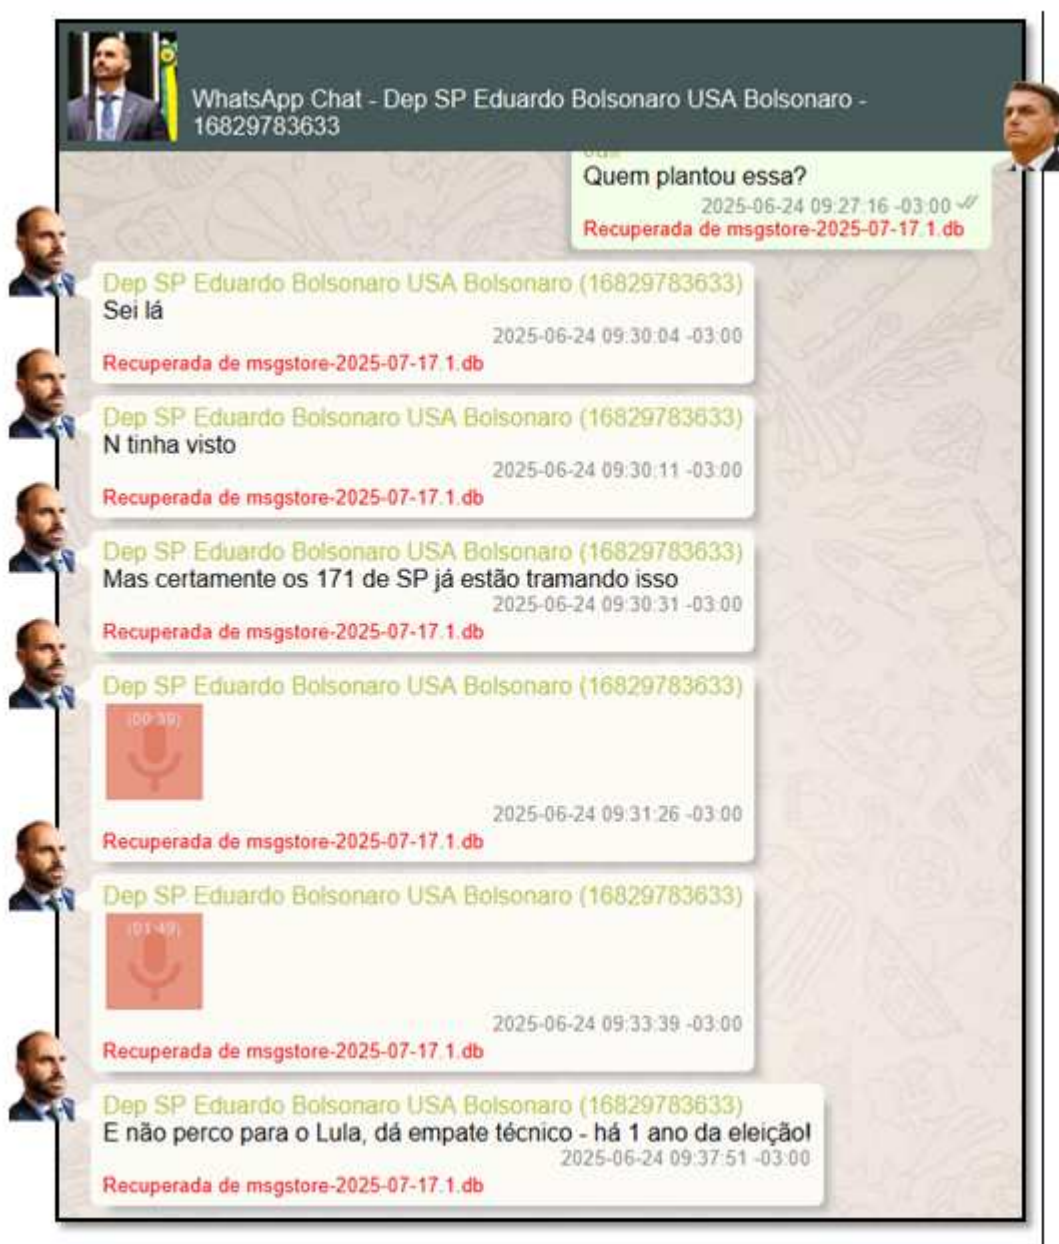 WhatsApp Chat - Dep SP Eduardo Bolsonaro USA Bolsonaro -
16829783633
Quem plantou essa?
2025-06-24 09:27:16 -03:00
Recuperada de msgstore-2025-07-17.1.db
Dep SP Eduardo Bolsonaro USA Bolsonaro (16829783633)
Sei lá
2025-06-24 09:30:04 -03:00
Recuperada de msgstore-2025-07-17.1.db
Dep SP Eduardo Bolsonaro USA Bolsonaro (16829783633)
N tinha visto
2025-06-24 09:30:11 -03:00
Recuperada de msgstore-2025-07-17.1.db
Dep SP Eduardo Bolsonaro USA Bolsonaro (16829783633)
Mas certamente os 171 de SP já estão tramando isso
2025-06-24 09:30:31 -03:00
Recuperada de msgstore-2025-07-17.1.db
Dep SP Eduardo Bolsonaro USA Bolsonaro (16829783633)
(00:39)
2025-06-24 09:31:26 -03:00
Recuperada de msgstore-2025-07-17.1.db
Dep SP Eduardo Bolsonaro USA Bolsonaro (16829783633)
(01:49)
2025-06-24 09:33:39 -03:00
Recuperada de msgstore-2025-07-17.1.db
Dep SP Eduardo Bolsonaro USA Bolsonaro (16829783633)
E não perco para o Lula, dá empate técnico - há 1 ano da eleição!
2025-06-24 09:37:51 -03:00
Recuperada de msgstore-2025-07-17.1.db